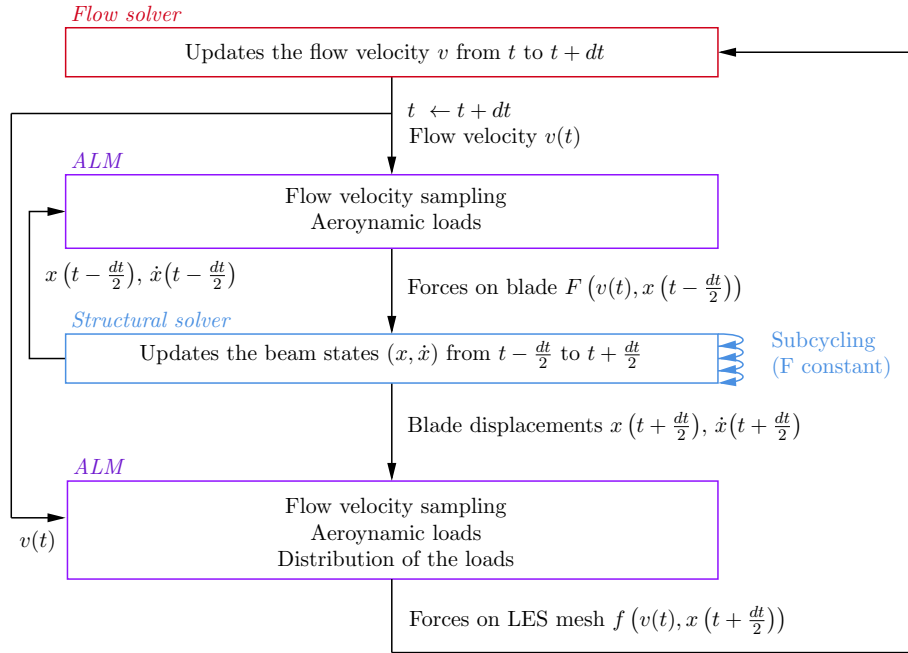 Flow solver
Updates the flow velocity v from t to t + dt
t ← t + dt
Flow velocity v(t)
ALM
Flow velocity sampling
Aeroynamic loads
x (t − dt/2), ẋ(t − dt/2)
Forces on blade F (v(t), x (t − dt/2))
Structural solver
Updates the beam states (x, ẋ) from t − dt/2 to t + dt/2
Subcycling
(F constant)
Blade displacements x (t + dt/2), ẋ(t + dt/2)
ALM
Flow velocity sampling
Aeroynamic loads
Distribution of the loads
v(t)
Forces on LES mesh f (v(t), x (t + dt/2))